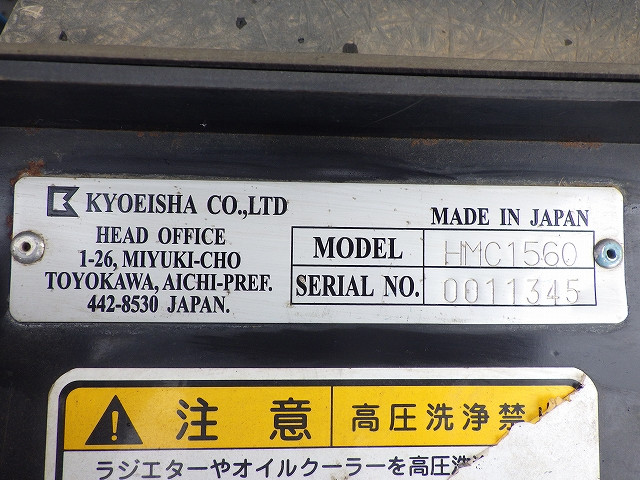 KYOEISHA CO.,LTD
HEAD OFFICE
1-26, MIYUKI-CHO
TOYOKAWA, AICHI-PREF.
442-8530 JAPAN.
MADE IN JAPAN
MODEL HMC1560
SERIAL NO. 0011345
注意 高圧洗浄禁止
ラジエターやオイルクーラーを高圧洗